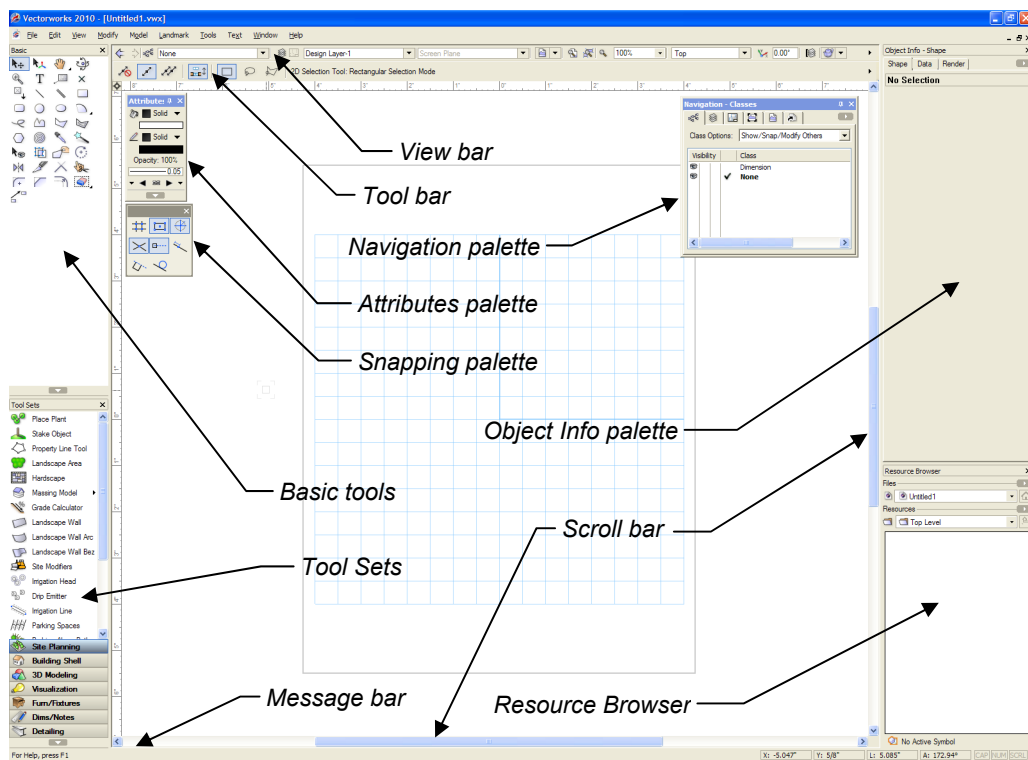 Vectorworks 2010 - [Untitled1.vwx]
File Edit View Modify Model Landmark Tools Text Window Help
Basic
None
Design Layer-1
Screen Plane
100%
Top
0.00°
2D Selection Tool: Rectangular Selection Mode
Object Info - Shape
Shape Data Render
No Selection
Attributes
Solid
Solid
Opacity: 100%
0.05
Navigation - Classes
Class Options: Show/Snap/Modify Others
Visibility Class
Dimension
None
View bar
Tool bar
Navigation palette
Attributes palette
Snapping palette
Object Info palette
Basic tools
Scroll bar
Tool Sets
Message bar
Resource Browser
Tool Sets
Place Plant
Stake Object
Property Line Tool
Landscape Area
Hardscape
Massing Model
Grade Calculator
Landscape Wall
Landscape Wall Arc
Landscape Wall Bez
Site Modifiers
Irrigation Head
Drip Emitter
Irrigation Line
Parking Spaces
Site Planning
Building Shell
3D Modeling
Visualization
Furn/Fixtures
Dims/Notes
Detailing
Resource Browser
Files
Untitled1
Resources
Top Level
No Active Symbol
For Help, press F1
X: -5.047" Y: 5/8" L: 5.085" A: 172.94° CAP NUM SCRL